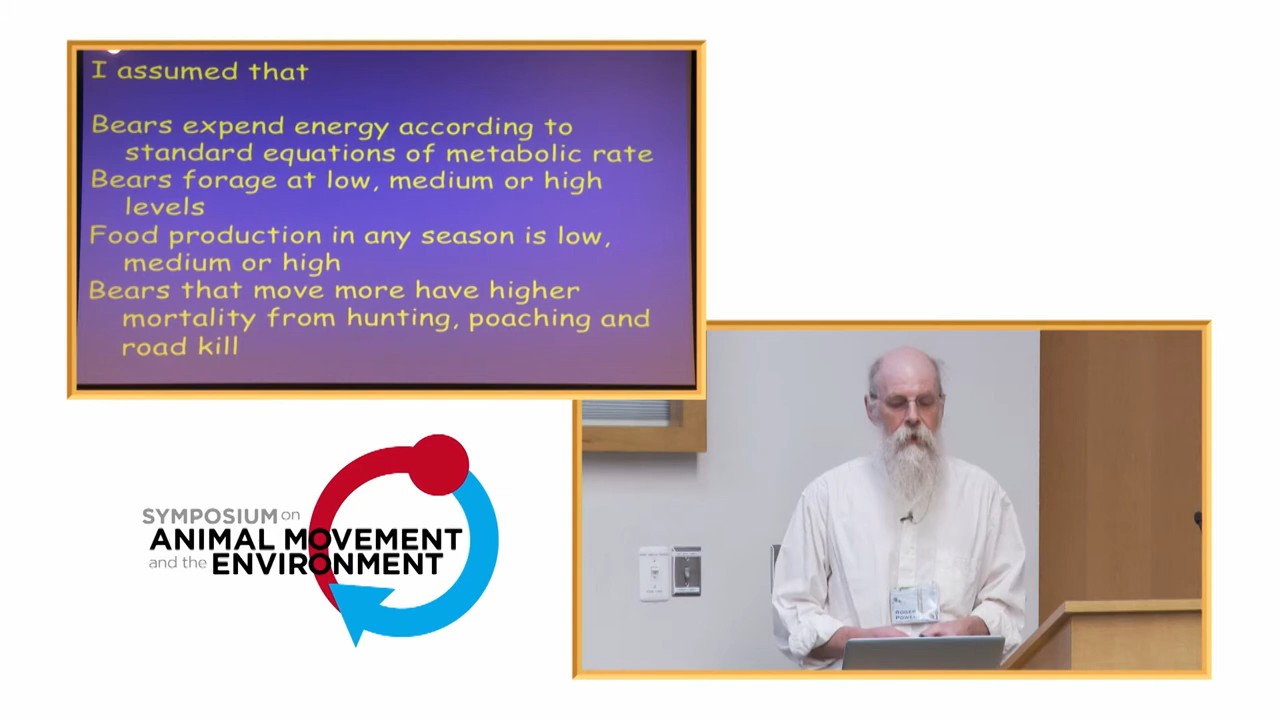 I assumed that
Bears expend energy according to
standard equations of metabolic rate
Bears forage at low, medium or high
levels
Food production in any season is low,
medium or high
Bears that move more have higher
mortality from hunting, poaching and
road kill
SYMPOSIUM on
ANIMAL MOVEMENT
and the ENVIRONMENT
ROGER